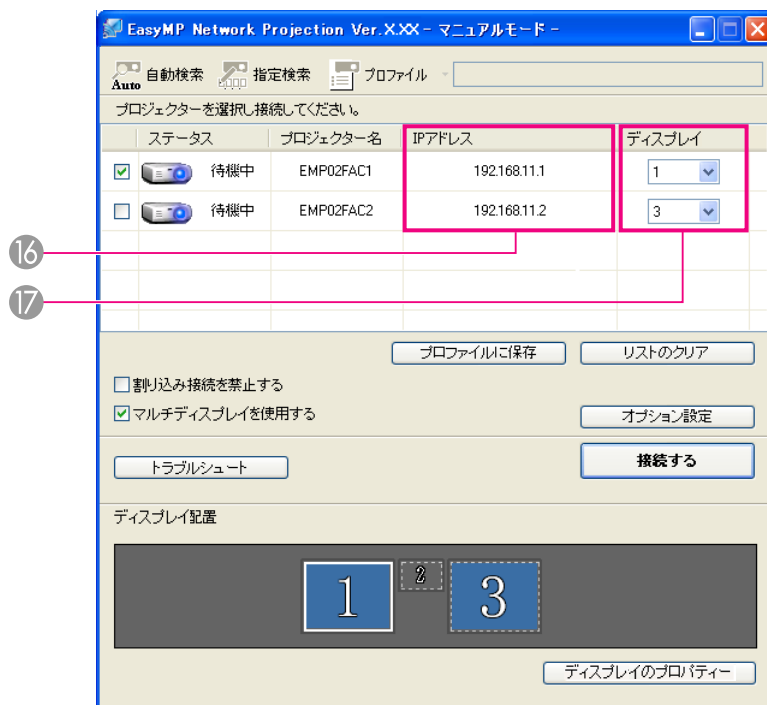 EasyMP Network Projection Ver.X.XX - マニュアルモード -
Auto 自動検索 指定検索 プロファイル
プロジェクターを選択し接続してください。
ステータス プロジェクター名 IPアドレス ディスプレイ
待機中 EMP02FAC1 192.168.11.1 1
待機中 EMP02FAC2 192.168.11.2 3
16
17
プロファイルに保存 リストのクリア
割り込み接続を禁止する
マルチディスプレイを使用する オプション設定
トラブルシュート 接続する
ディスプレイ配置
1 2 3
ディスプレイのプロパティー